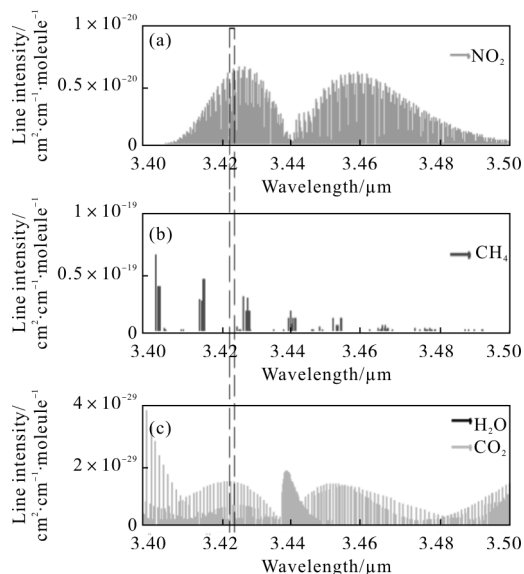 1×10⁻²⁰
(a)
NO₂
0.5×10⁻²⁰
0
Line intensity/
cm²·cm⁻¹·moleule⁻¹
3.40 3.42 3.44 3.46 3.48 3.50
Wavelength/μm
1×10⁻¹⁹
(b)
CH₄
0.5×10⁻¹⁹
0
Line intensity/
cm²·cm⁻¹·moleule⁻¹
3.40 3.42 3.44 3.46 3.48 3.50
Wavelength/μm
4×10⁻²⁹
(c)
H₂O
CO₂
2×10⁻²⁹
0
Line intensity/
cm²·cm⁻¹·moleule⁻¹
3.40 3.42 3.44 3.46 3.48 3.50
Wavelength/μm